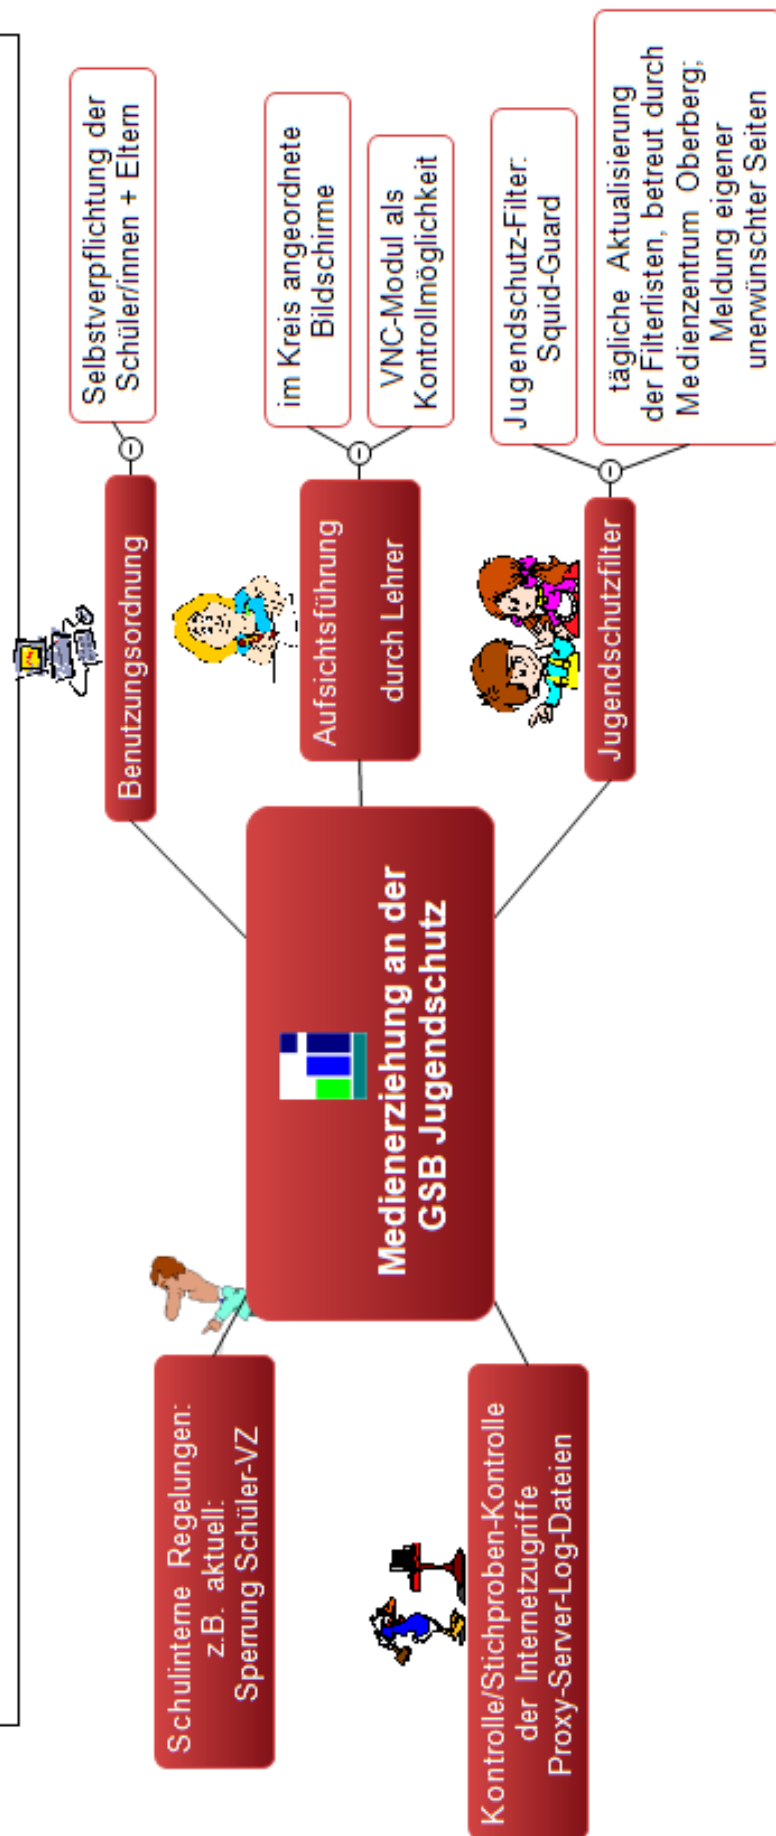 Medienerziehung an der
GSB Jugendschutz
Benutzungsordnung
Selbstverpflichtung der
Schüler/innen + Eltern
Aufsichtsführung
durch Lehrer
im Kreis angeordnete
Bildschirme
VNC-Modul als
Kontrollmöglichkeit
Jugendschutzfilter
Jugendschutz-Filter:
Squid-Guard
tägliche Aktualisierung
der Filterlisten, betreut durch
Medienzentrum Oberberg;
Meldung eigener
unerwünschter Seiten
Schulinterne Regelungen:
z.B. aktuell:
Sperrung Schüler-VZ
Kontrolle/Stichproben-Kontrolle
der Internetzugriffe
Proxy-Server-Log-Dateien